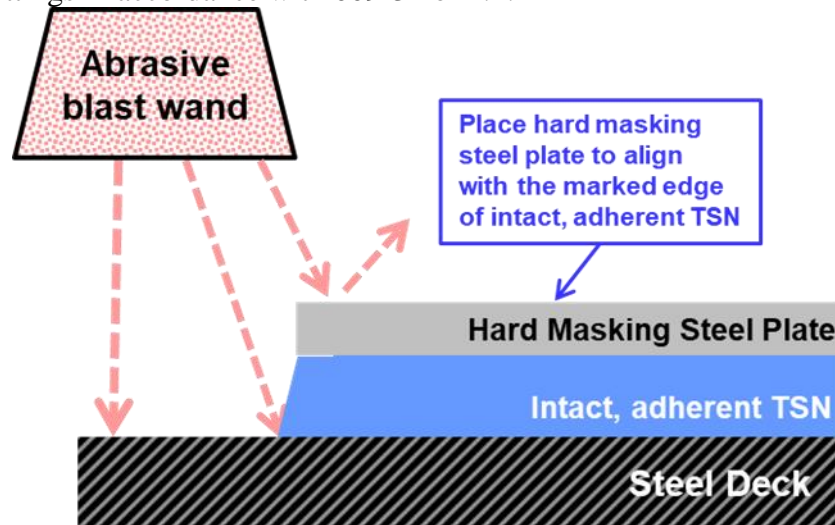 Abrasive
blast wand
Place hard masking
steel plate to align
with the marked edge
of intact, adherent TSN
Hard Masking Steel Plate
Intact, adherent TSN
Steel Deck